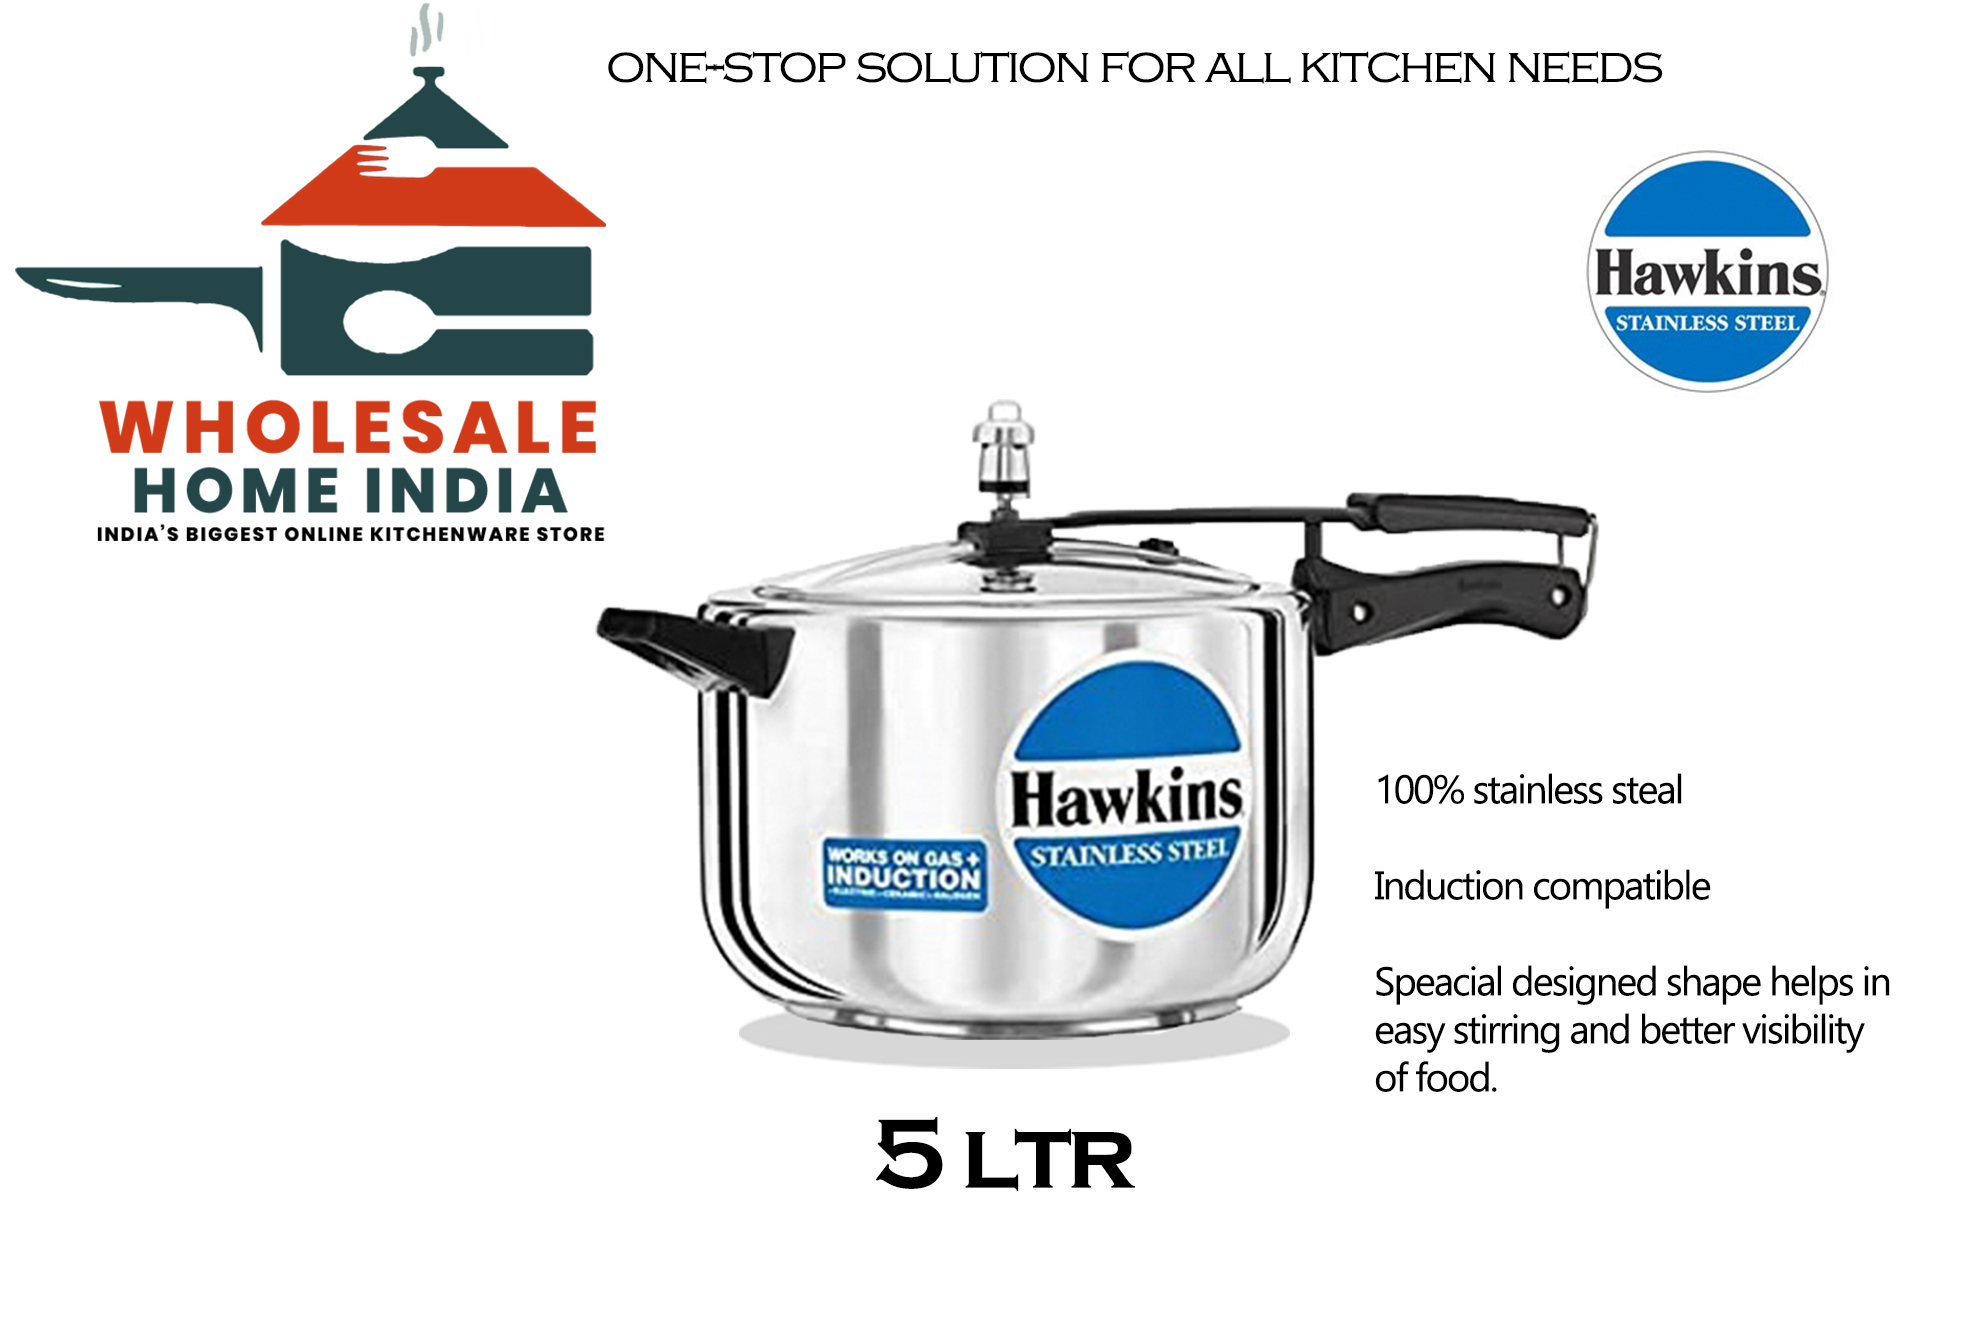 ONE-STOP SOLUTION FOR ALL KITCHEN NEEDS
Hawkins
STAINLESS STEEL
WHOLESALE
HOME INDIA
INDIA'S BIGGEST ONLINE KITCHENWARE STORE
Hawkins
STAINLESS STEEL
WORKS ON GAS +
INDUCTION
100% stainless steal
Induction compatible
Speacial designed shape helps in
easy stirring and better visibility
of food.
5 LTR